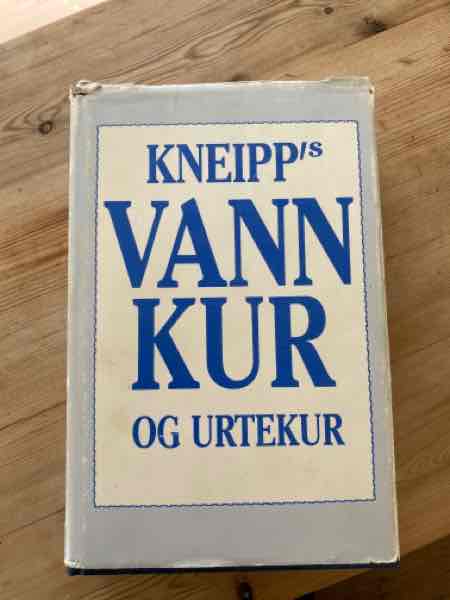 KNEIPP's
VANN
KUR
OG URTEKUR